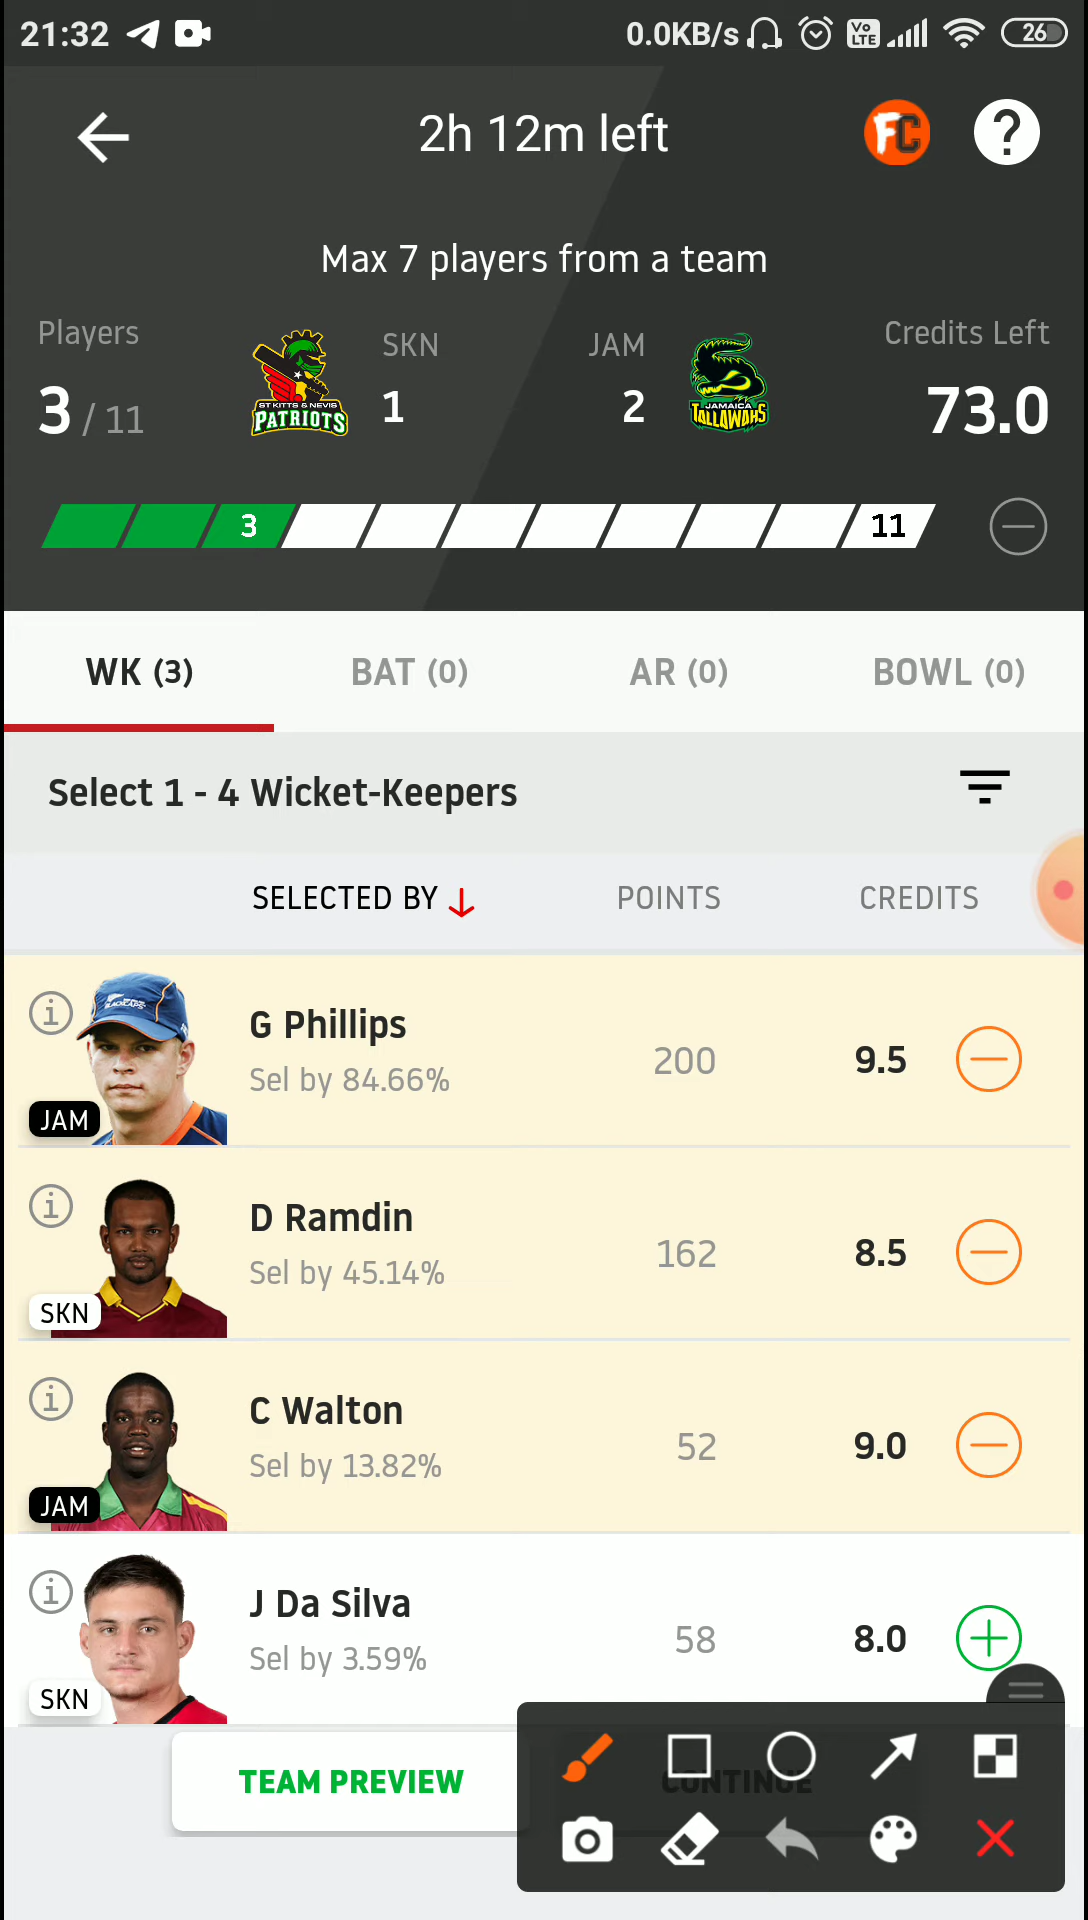 21:32
0.0KB/s Vo LTE 26
2h 12m left
FC ?
Max 7 players from a team
Players SKN JAM Credits Left
3 / 11 1 2 73.0
ST KITTS & NEVIS
PATRIOTS
JAMAICA
TALLAWAHS
3 11
WK (3) BAT (0) AR (0) BOWL (0)
Select 1 - 4 Wicket-Keepers
SELECTED BY POINTS CREDITS
G Phillips
Sel by 84.66%
200 9.5
JAM
D Ramdin
Sel by 45.14%
162 8.5
SKN
C Walton
Sel by 13.82%
52 9.0
JAM
J Da Silva
Sel by 3.59%
58 8.0
SKN
TEAM PREVIEW CONTINUE